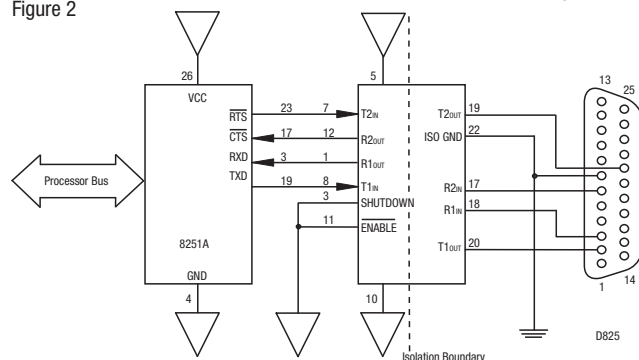 Figure 2
13
25
26
5
VCC
RTS
23
7
T2IN
T2OUT
19
CTS
17
12
R2OUT
ISO GND
22
RXD
3
1
R1OUT
TXD
19
8
T1IN
R2IN
17
3
SHUTDOWN
R1IN
18
Processor Bus
11
ENABLE
8251A
T1OUT
20
GND
1
14
4
10
D825
Isolation Boundary